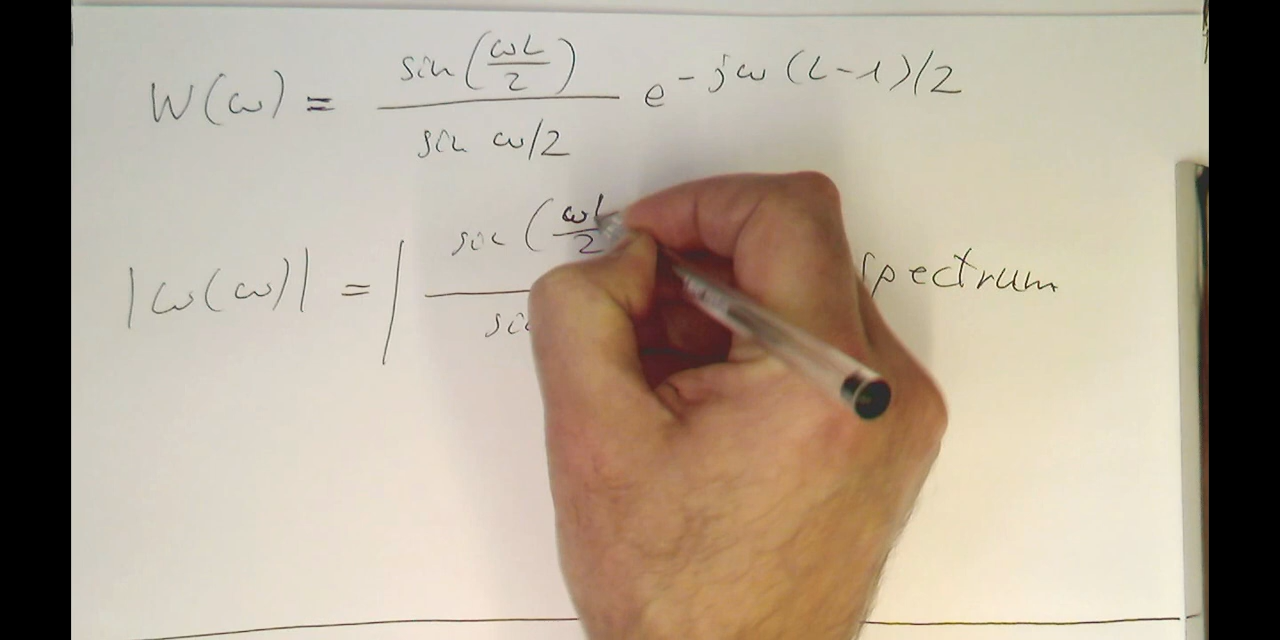 W(ω) = sin(ωL/2) / sin ω/2 e^{-jω(L-1)/2}
|ω(ω)| = | sin (ωL/2 spectrum